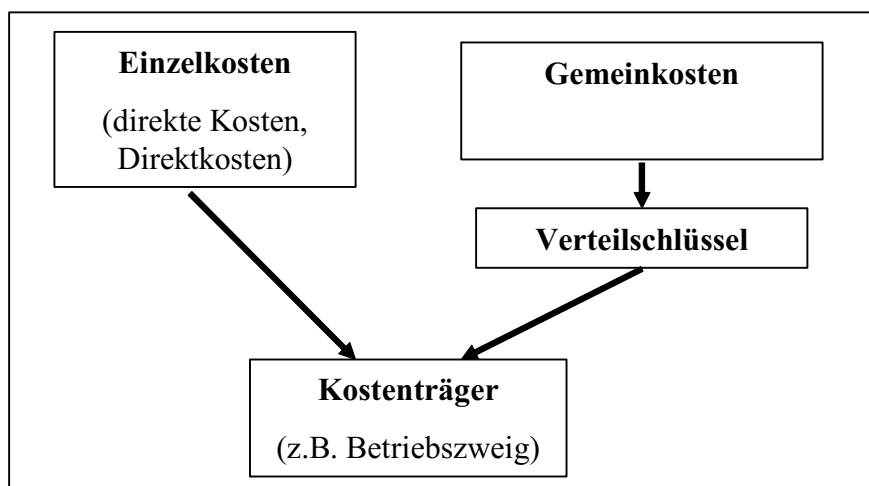 Einzelkosten
(direkte Kosten,
Direktkosten)
Gemeinkosten
Verteilschlüssel
Kostenträger
(z.B. Betriebszweig)